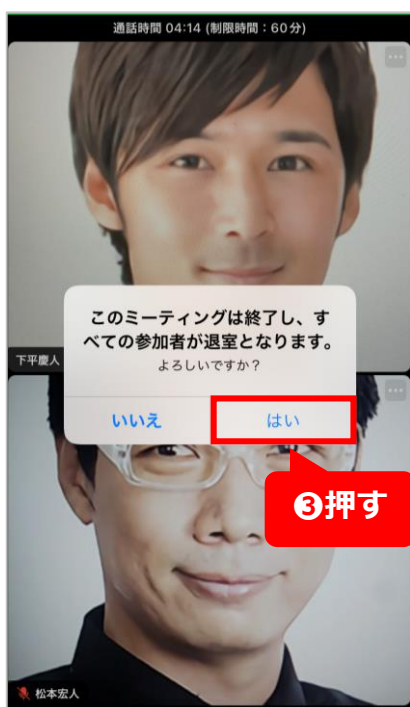 通話時間 04:14 (制限時間：60分)
このミーティングは終了し、す
べての参加者が退室となります。
よろしいですか？
下平慶人
いいえ
はい
❸押す
松本宏人